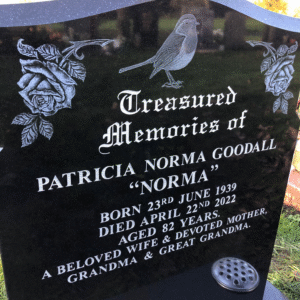 Treasured
Memories of
PATRICIA NORMA GOODALL
“NORMA”
BORN 23RD JUNE 1939
DIED APRIL 22ND 2022
AGED 82 YEARS.
A BELOVED WIFE & DEVOTED MOTHER,
GRANDMA & GREAT GRANDMA.